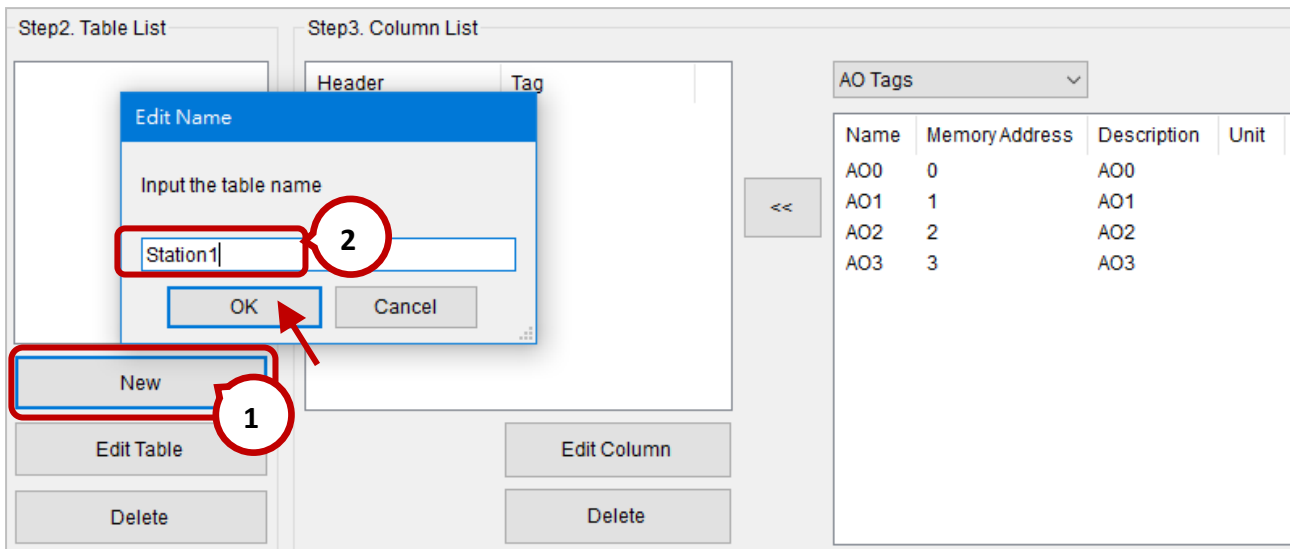 Step2. Table List
Step3. Column List
Header Tag
AO Tags
Edit Name
Input the table name
Station1
2
OK Cancel
<<
Name Memory Address Description Unit
AO0 0 AO0
AO1 1 AO1
AO2 2 AO2
AO3 3 AO3
New
1
Edit Table
Edit Column
Delete
Delete